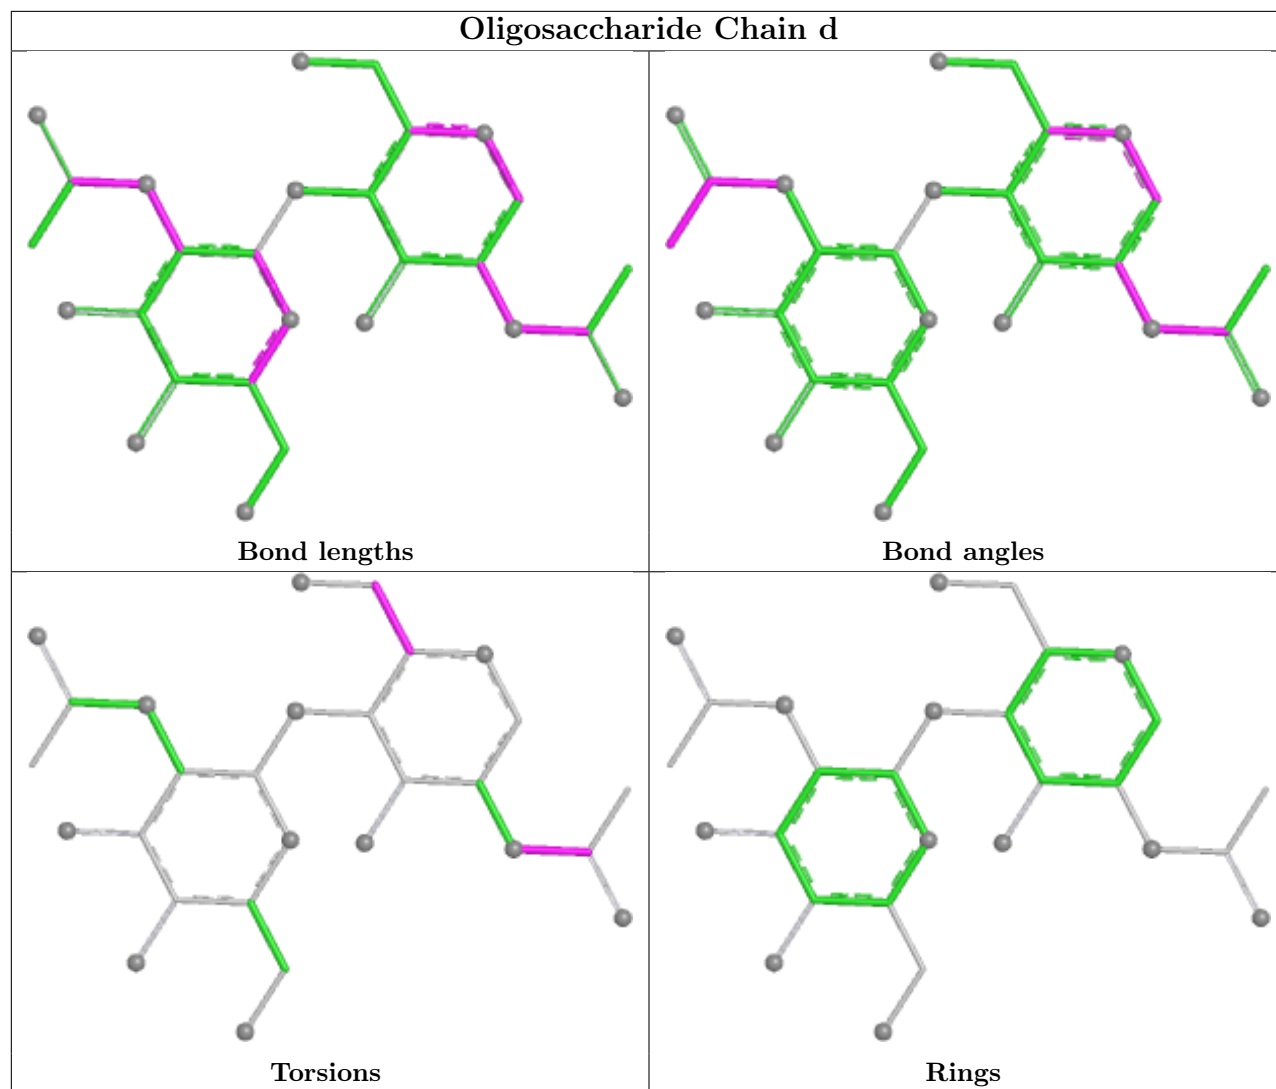 Oligosaccharide Chain d
Bond lengths
Bond angles
Torsions
Rings